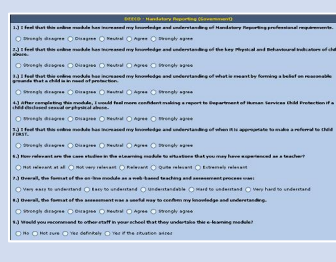 DEECD - Mandatory Reporting (Government)
1.) I feel that this online module has increased my knowledge and understanding of Mandatory Reporting professional requirements.
Strongly disagree Disagree Neutral Agree Strongly agree
2.) I feel that this online module has increased my knowledge and understanding of the key Physical and Behavioural Indicators of child
abuse.
Strongly disagree Disagree Neutral Agree Strongly agree
3.) I feel that this online module has increased my knowledge and understanding of what is meant by forming a belief on reasonable
grounds that a child is in need of protection.
Strongly disagree Disagree Neutral Agree Strongly agree
4.) After completing this module, I would feel more confident making a report to Department of Human Services Child Protection if a
child disclosed sexual or physical abuse.
Strongly disagree Disagree Neutral Agree Strongly agree
5.) I feel that this online module has increased my knowledge and understanding of when it is appropriate to make a referral to Child
FIRST.
Strongly disagree Disagree Neutral Agree Strongly agree
6.) How relevant are the case studies in the eLearning module to situations that you may have experienced as a teacher?
Not relevant at all Not very relevant Relevant Quite relevant Extremely relevant
7.) Overall, the format of the on-line module as a web-based teaching and assessment process was:
Very easy to understand Easy to understand Understandable Hard to understand Very hard to understand
8.) Overall, the format of the assessment was a useful way to confirm my knowledge and understanding.
Strongly disagree Disagree Neutral Agree Strongly agree
9.) Would you recommend to other staff in your school that they undertake this e-learning module?
No Not sure Yes definitely Yes if the situation arises